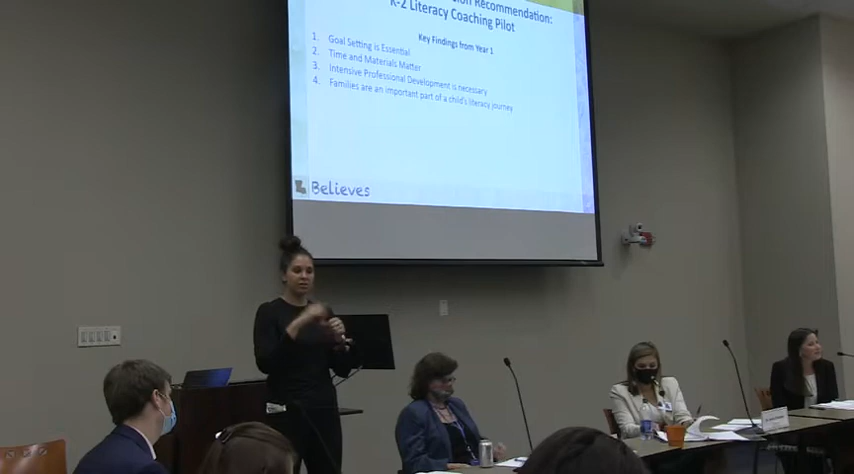 Recommendation:
K-2 Literacy Coaching Pilot
Key Findings from Year 1
1. Goal Setting is Essential
2. Time and Materials Matter
3. Intensive Professional Development is necessary
4. Families are an important part of a child's literacy journey
Believes